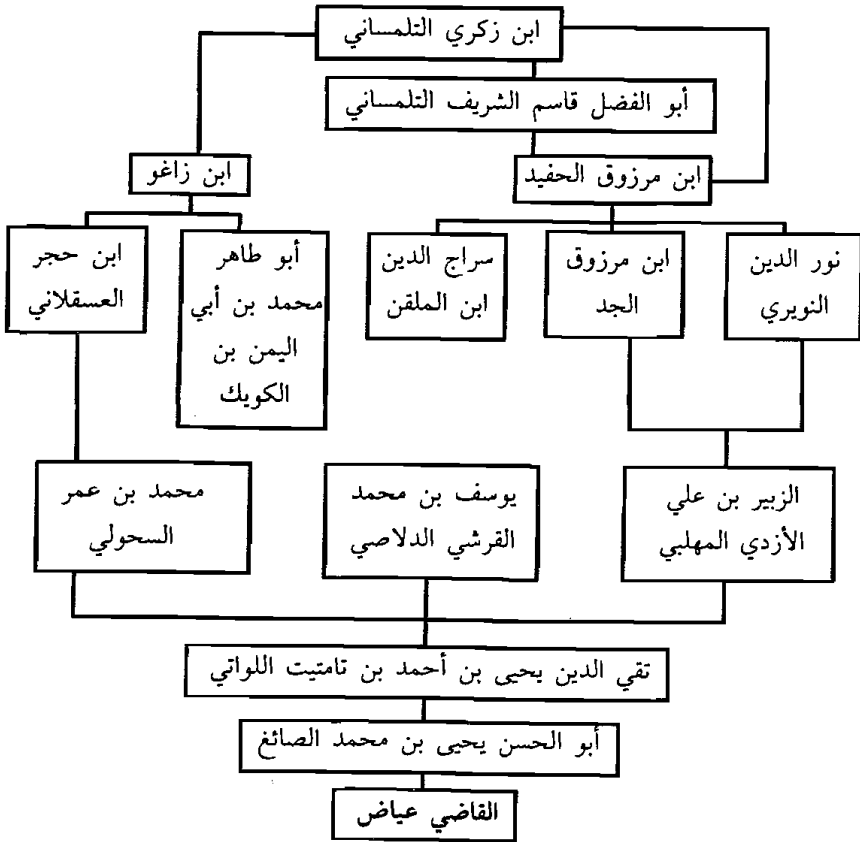 ابن زكري التلمساني
أبو الفضل قاسم الشريف التلمساني
ابن مرزوق الحفيد
ابن زاغو
نور الدين
النويري
ابن مرزوق
الجد
سراج الدين
ابن الملقن
أبو طاهر
محمد بن أبي
اليمن بن
الكويك
ابن حجر
العسقلاني
الزبير بن علي
الأزدي المهلبي
يوسف بن محمد
القرشي الدلاصي
محمد بن عمر
السحولي
تقي الدين يحيى بن أحمد بن تامتيت اللواتي
أبو الحسن يحيى بن محمد الصائغ
القاضي عياض